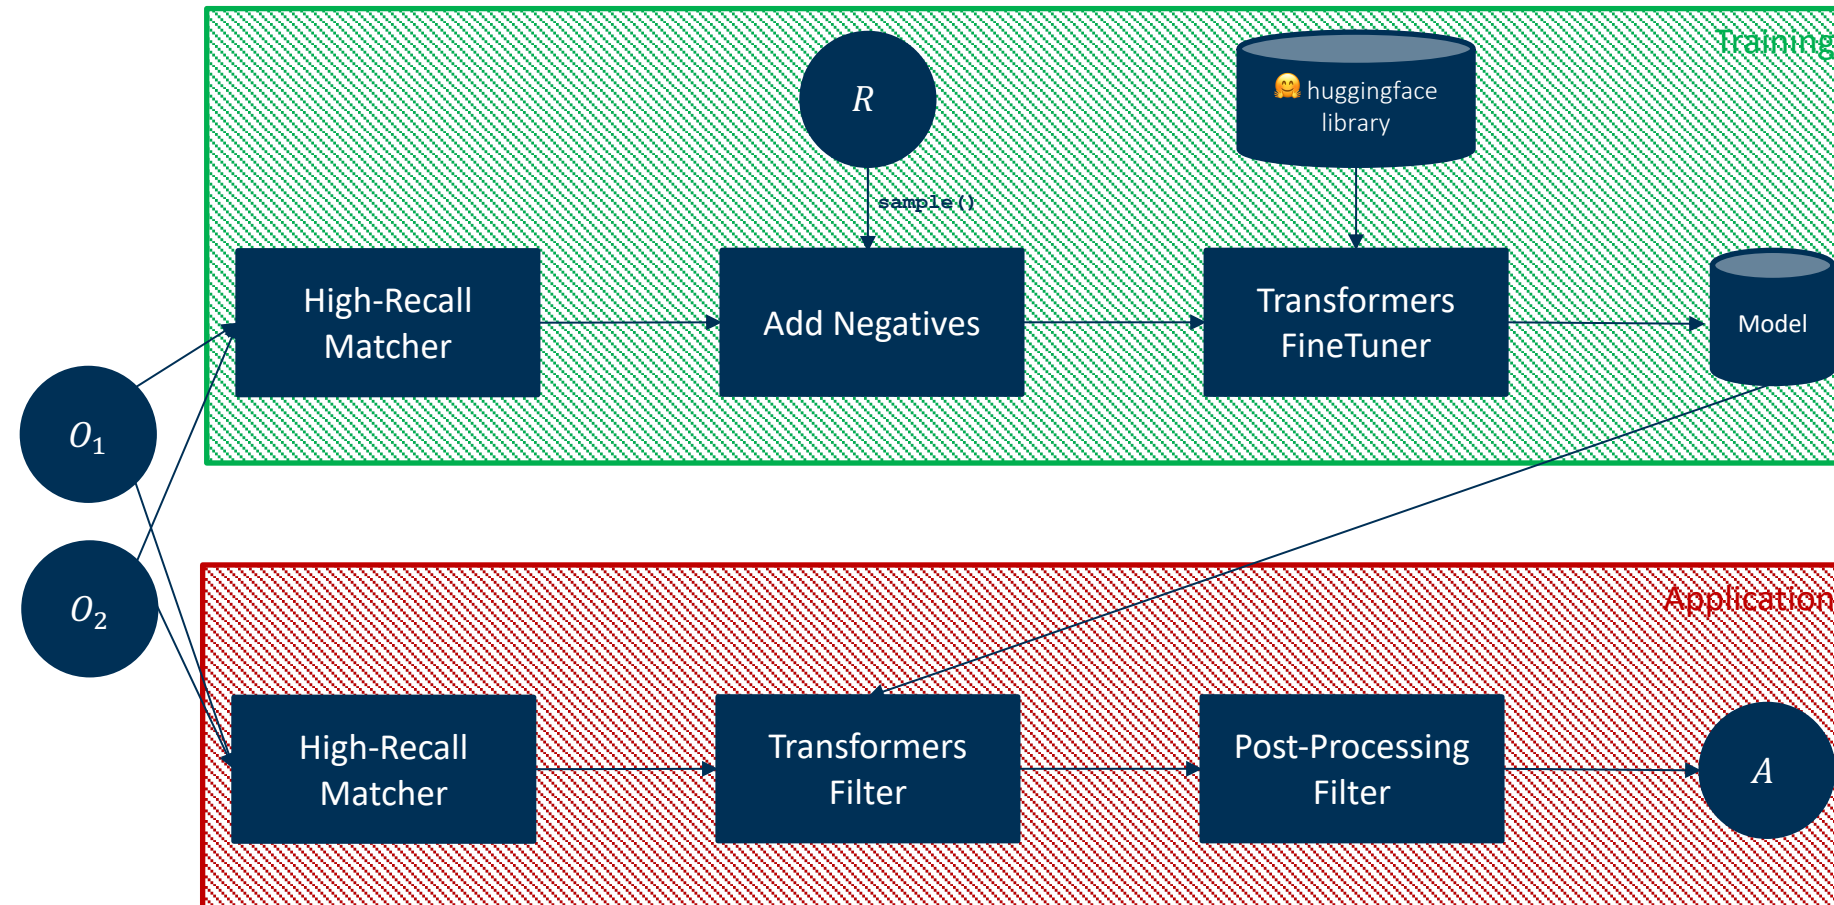 Training
R
🤗 huggingface
library
sample()
High-Recall
Matcher
Add Negatives
Transformers
FineTuner
Model
O₁
O₂
Application
High-Recall
Matcher
Transformers
Filter
Post-Processing
Filter
A